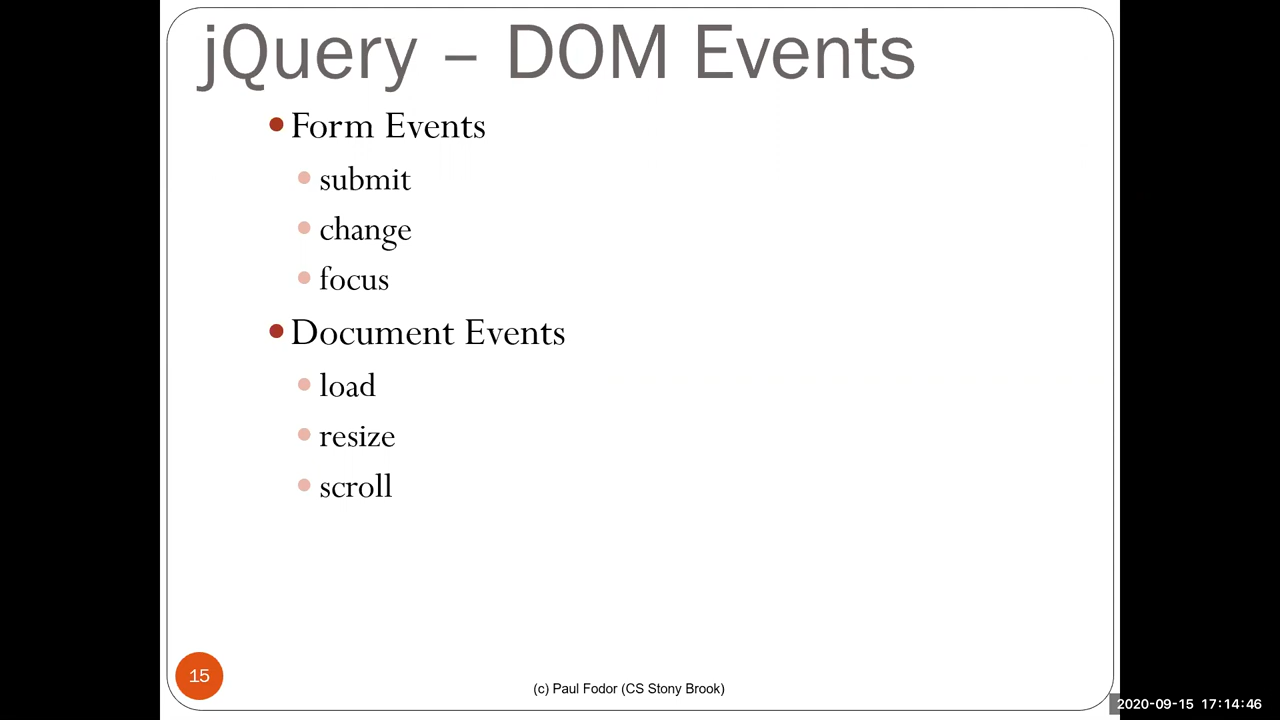 jQuery – DOM Events
• Form Events
• submit
• change
• focus
• Document Events
• load
• resize
• scroll
15
(c) Paul Fodor (CS Stony Brook)
2020-09-15 17:14:46